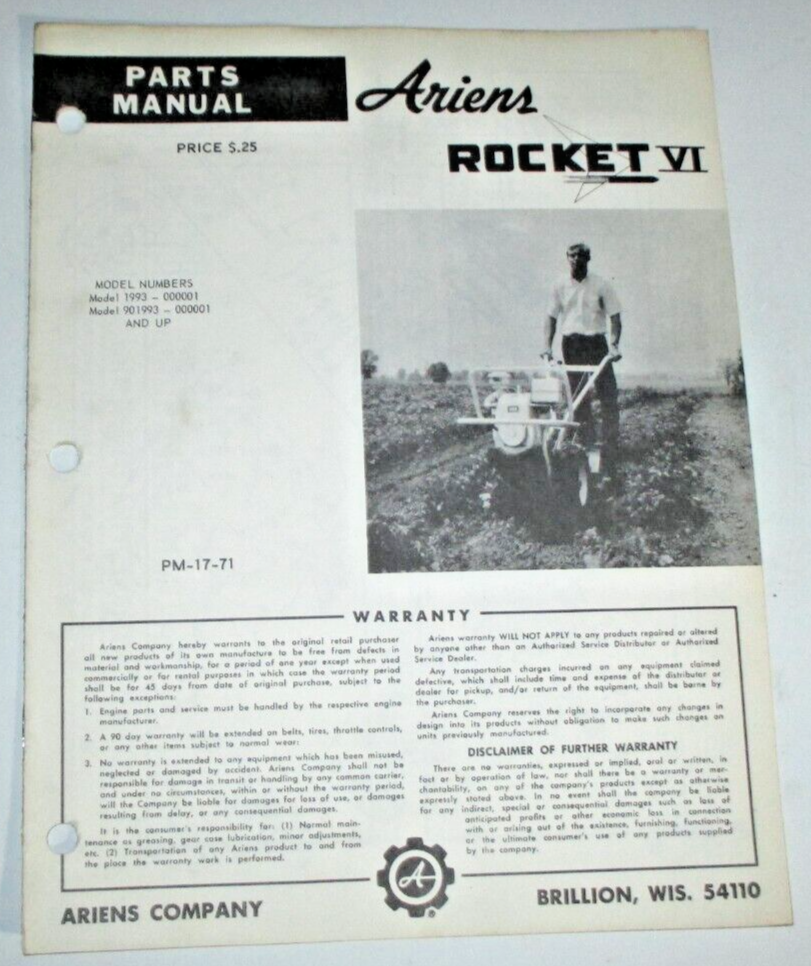 PARTS
MANUAL
Ariens
ROCKET VI
PRICE $.25
MODEL NUMBERS
Model 1993 - 000001
Model 901993 - 000001
AND UP
PM-17-71
WARRANTY
Ariens Company hereby warrants to the original retail purchaser
all new products of its own manufacture to be free from defects in
material and workmanship, for a period of one year except when used
commercially or for rental purposes in which case the warranty period
shall be for 45 days from date of original purchase, subject to the
following exceptions:
1. Engine parts and service must be handled by the respective engine
manufacturer.
2. A 90 day warranty will be extended on belts, tires, throttle controls,
or any other items subject to normal wear:
3. No warranty is extended to any equipment which has been misused,
neglected or damaged by accident. Ariens Company shall not be
responsible for damage in transit or handling by any common carrier,
and under no circumstances, within or without the warranty period,
will the Company be liable for damages for loss of use, or damages
resulting from delay, or any consequential damages.
It is the consumer's responsibility for: (1) Normal main-
tenance as greasing, gear case lubrication, minor adjustments,
etc. (2) Transportation of any Ariens product to and from
the place the warranty work is performed.
Ariens warranty WILL NOT APPLY to any products repaired or altered
by anyone other than an Authorized Service Distributor or Authorized
Service Dealer.
Any transportation charges incurred on any equipment claimed
defective, which shall include time and expense of the distributor or
dealer for pickup, and/or return of the equipment, shall be borne by
the purchaser.
Ariens Company reserves the right to incorporate any changes in
design into its products without obligation to make such changes on
units previously manufactured.
DISCLAIMER OF FURTHER WARRANTY
There are no warranties, expressed or implied, oral or written, in
fact or by operation of law, nor shall there be a warranty or mer-
chantability, on any of the company's products except as otherwise
expressly stated above. In no event shall the company be liable
for any indirect, special or consequential damages such as loss of
anticipated profits or other economic loss in connection
with or arising out of the existence, furnishing, functioning,
or the ultimate consumer's use of any products supplied
by the company.
A
®
ARIENS COMPANY
BRILLION, WIS. 54110